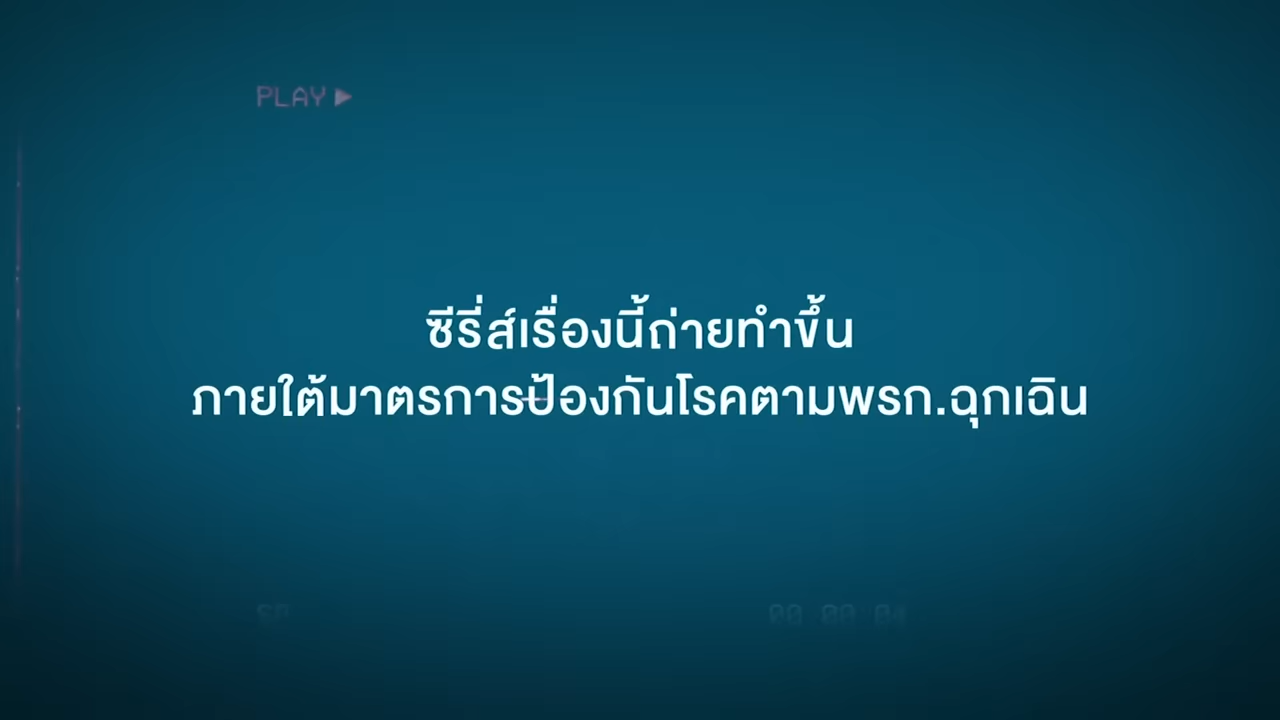 PLAY
ซีรี่ส์เรื่องนี้ถ่ายทำขึ้น
ภายใต้มาตรการป้องกันโรคตามพรก.ฉุกเฉิน
SP